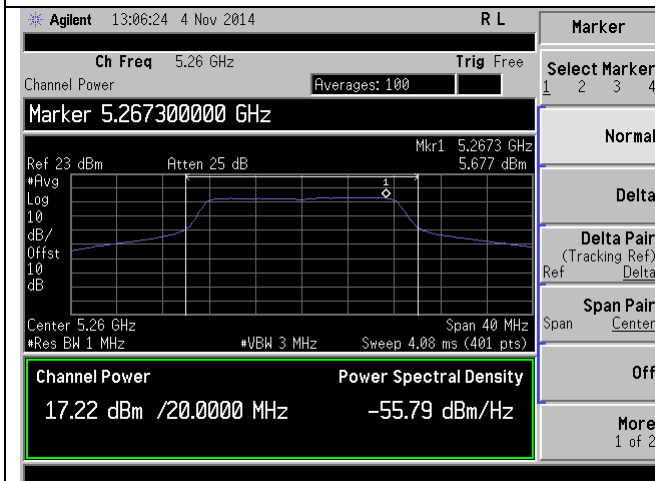 Agilent 13:06:24 4 Nov 2014 R L
Ch Freq 5.26 GHz Trig Free
Channel Power Averages: 100
Marker 5.267300000 GHz
Mkr1 5.2673 GHz
Ref 23 dBm Atten 25 dB 5.677 dBm
#Avg
Log
10
dB/
Offst
10
dB
1
Center 5.26 GHz Span 40 MHz
#Res BW 1 MHz #VBW 3 MHz Sweep 4.08 ms (401 pts)
Channel Power Power Spectral Density
17.22 dBm /20.0000 MHz -55.79 dBm/Hz
Marker
Select Marker
1 2 3 4
Normal
Delta
Delta Pair
(Tracking Ref)
Ref Delta
Span Pair
Span Center
Off
More
1 of 2